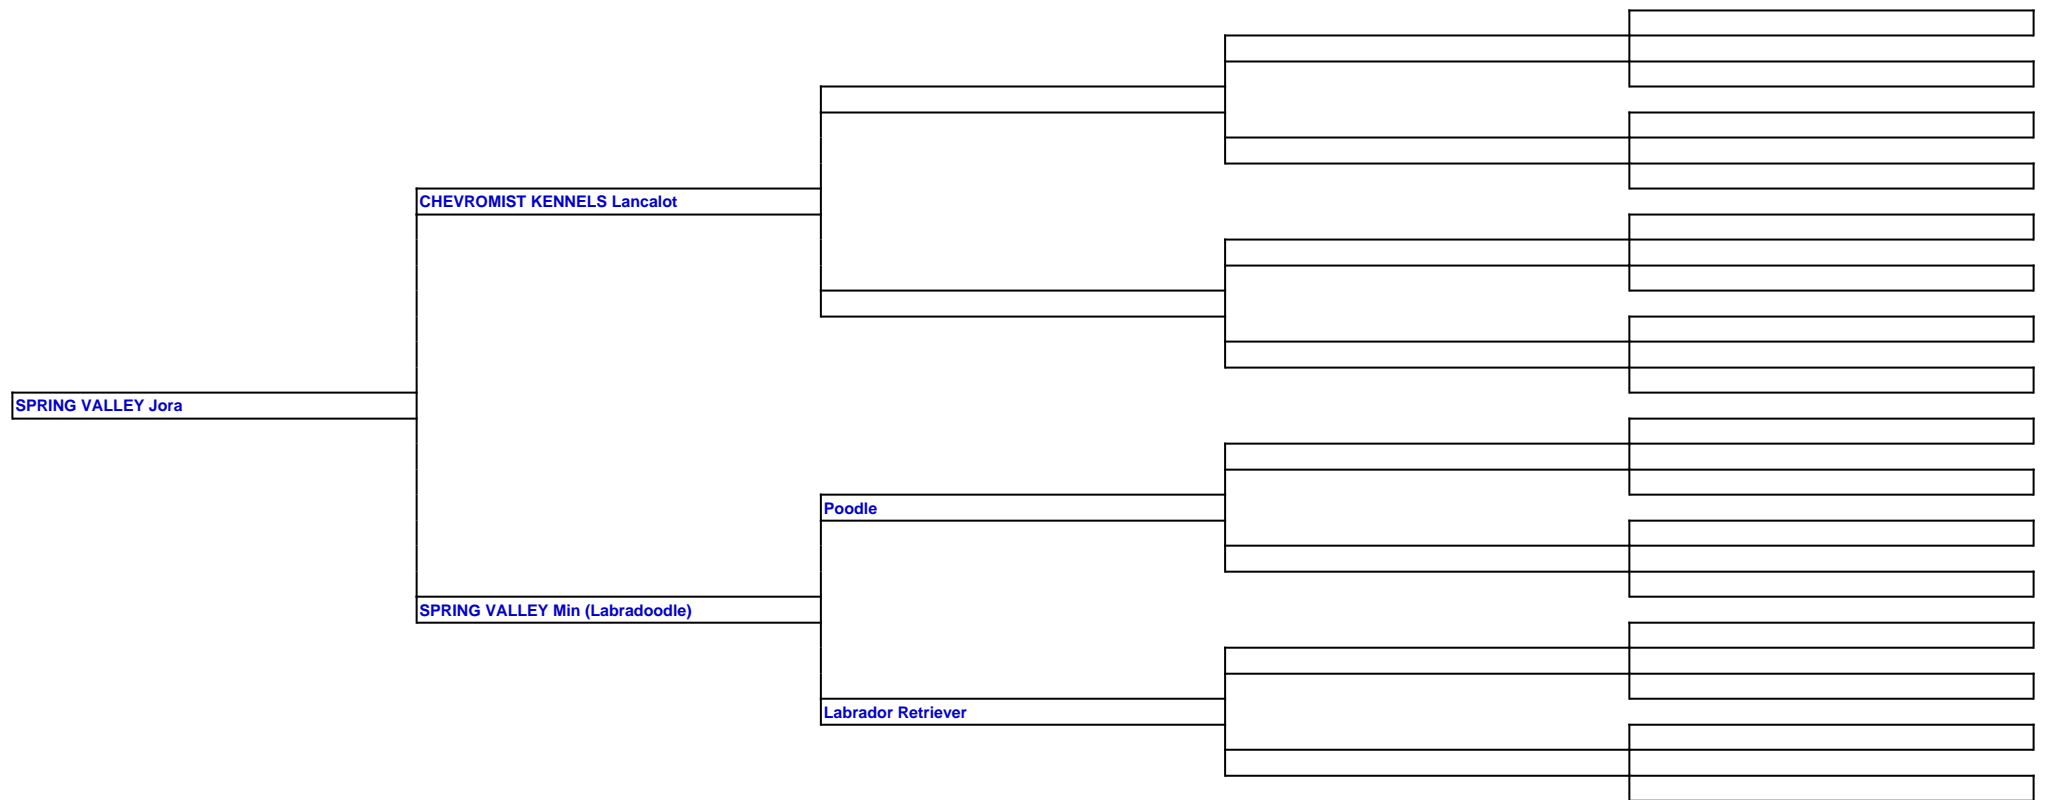 CHEVROMIST KENNELS Lancalot
SPRING VALLEY Jora
Poodle
SPRING VALLEY Min (Labradoodle)
Labrador Retriever